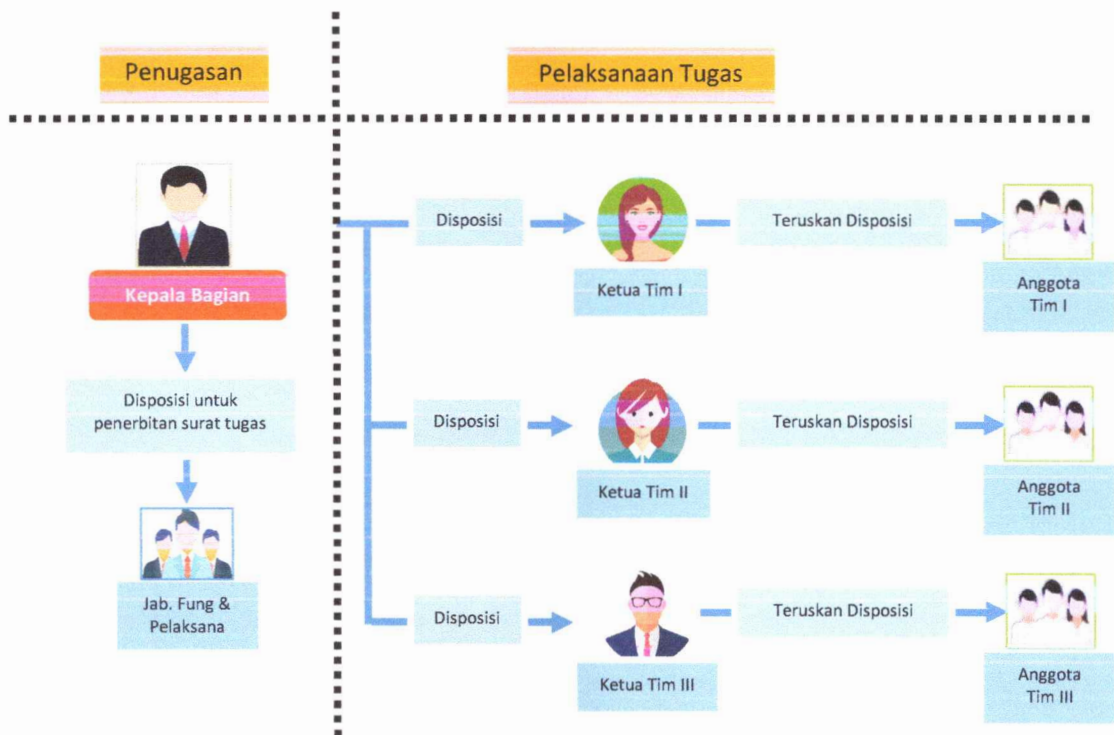 Penugasan
Pelaksanaan Tugas
Kepala Bagian
Disposisi untuk
penerbitan surat tugas
Jab. Fung &
Pelaksana
Disposisi
Ketua Tim I
Teruskan Disposisi
Anggota
Tim I
Disposisi
Ketua Tim II
Teruskan Disposisi
Anggota
Tim II
Disposisi
Ketua Tim III
Teruskan Disposisi
Anggota
Tim III